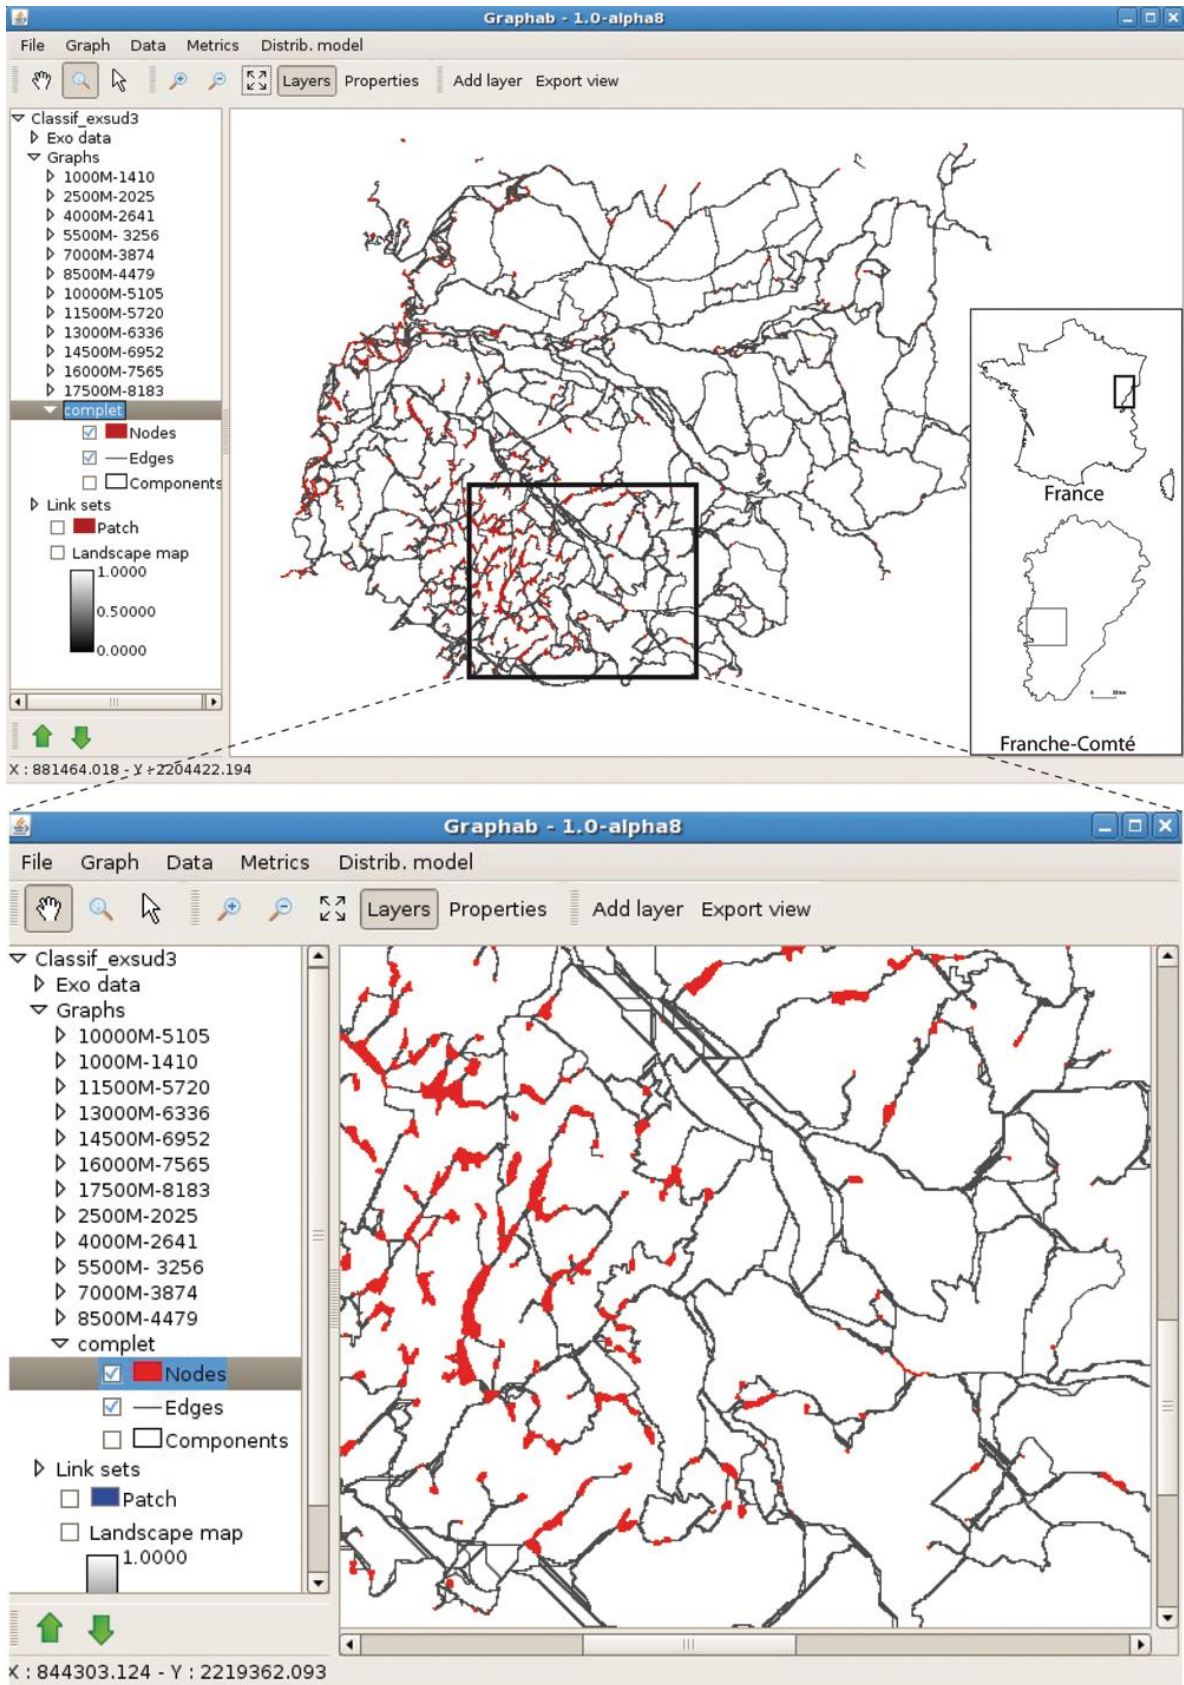 Graphab - 1.0-alpha8
File Graph Data Metrics Distrib. model
Layers Properties Add layer Export view
Classif_exsud3
Exo data
Graphs
1000M-1410
2500M-2025
4000M-2641
5500M- 3256
7000M-3874
8500M-4479
10000M-5105
11500M-5720
13000M-6336
14500M-6952
16000M-7565
17500M-8183
complet
Nodes
Edges
Components
Link sets
Patch
Landscape map
1.0000
0.50000
0.0000
France
Franche-Comté
X : 881464.018 - Y : 2204422.194
Graphab - 1.0-alpha8
File Graph Data Metrics Distrib. model
Layers Properties Add layer Export view
Classif_exsud3
Exo data
Graphs
10000M-5105
1000M-1410
11500M-5720
13000M-6336
14500M-6952
16000M-7565
17500M-8183
2500M-2025
4000M-2641
5500M- 3256
7000M-3874
8500M-4479
complet
Nodes
Edges
Components
Link sets
Patch
Landscape map
1.0000
X : 844303.124 - Y : 2219362.093